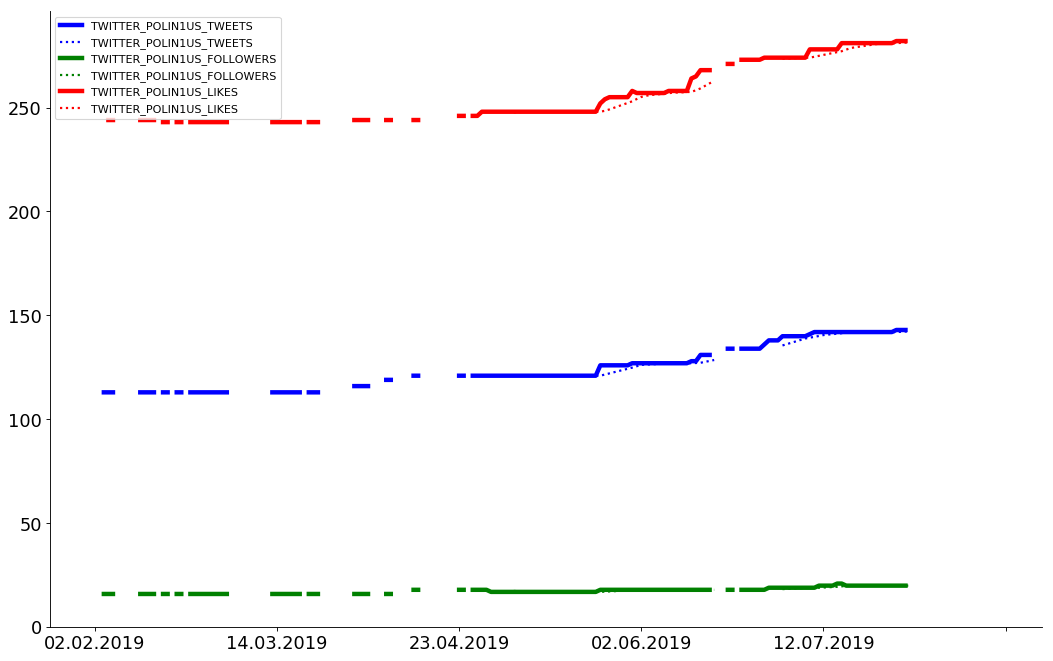 TWITTER_POLIN1US_TWEETS
TWITTER_POLIN1US_TWEETS
TWITTER_POLIN1US_FOLLOWERS
TWITTER_POLIN1US_FOLLOWERS
TWITTER_POLIN1US_LIKES
TWITTER_POLIN1US_LIKES
250
200
150
100
50
0
02.02.2019 14.03.2019 23.04.2019 02.06.2019 12.07.2019